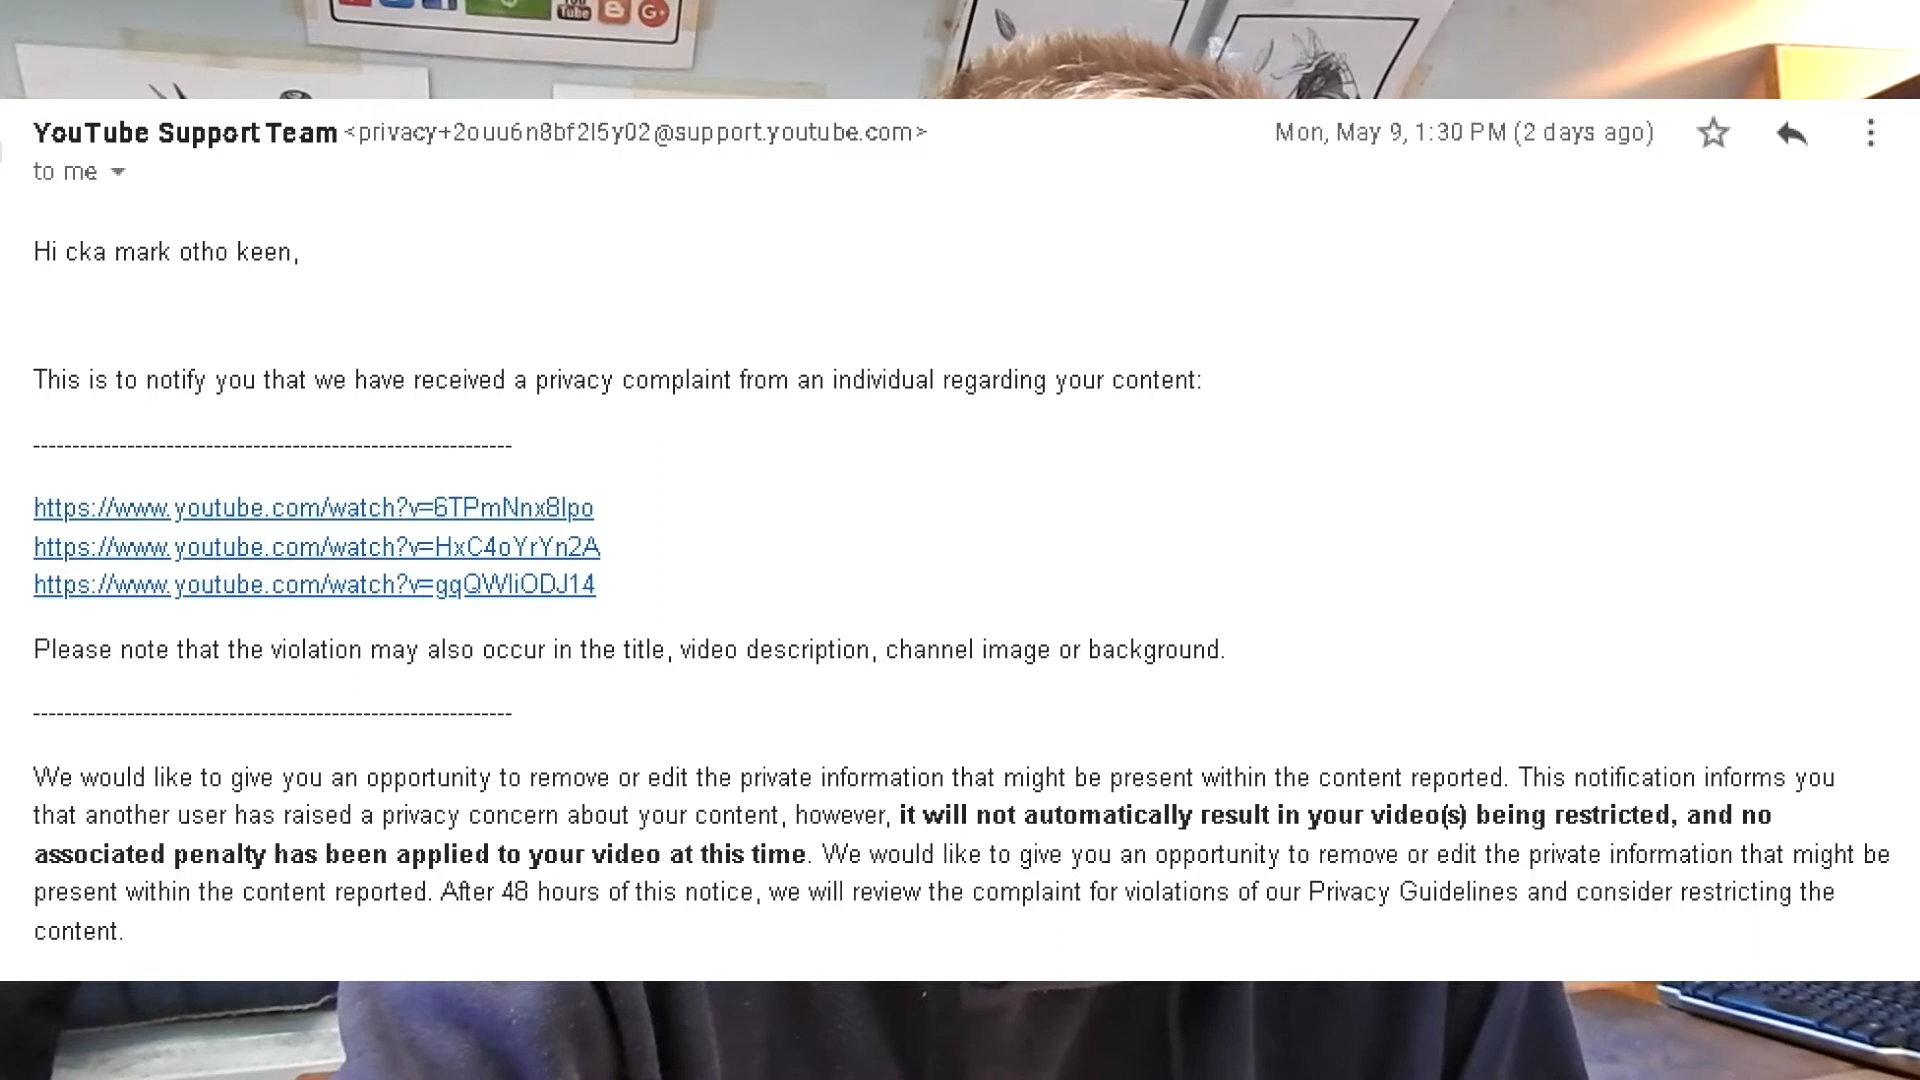 You
Tube
G+
YouTube Support Team <privacy+2ouu6n8bf2l5y02@support.youtube.com>
Mon, May 9, 1:30 PM (2 days ago)
to me
Hi cka mark otho keen,
This is to notify you that we have received a privacy complaint from an individual regarding your content:
--------------------------------------------------------------
https://www.youtube.com/watch?v=6TPmNnx8lpo
https://www.youtube.com/watch?v=HxC4oYrYn2A
https://www.youtube.com/watch?v=gqQWliODJ14
Please note that the violation may also occur in the title, video description, channel image or background.
--------------------------------------------------------------
We would like to give you an opportunity to remove or edit the private information that might be present within the content reported. This notification informs you
that another user has raised a privacy concern about your content, however, it will not automatically result in your video(s) being restricted, and no
associated penalty has been applied to your video at this time. We would like to give you an opportunity to remove or edit the private information that might be
present within the content reported. After 48 hours of this notice, we will review the complaint for violations of our Privacy Guidelines and consider restricting the
content.